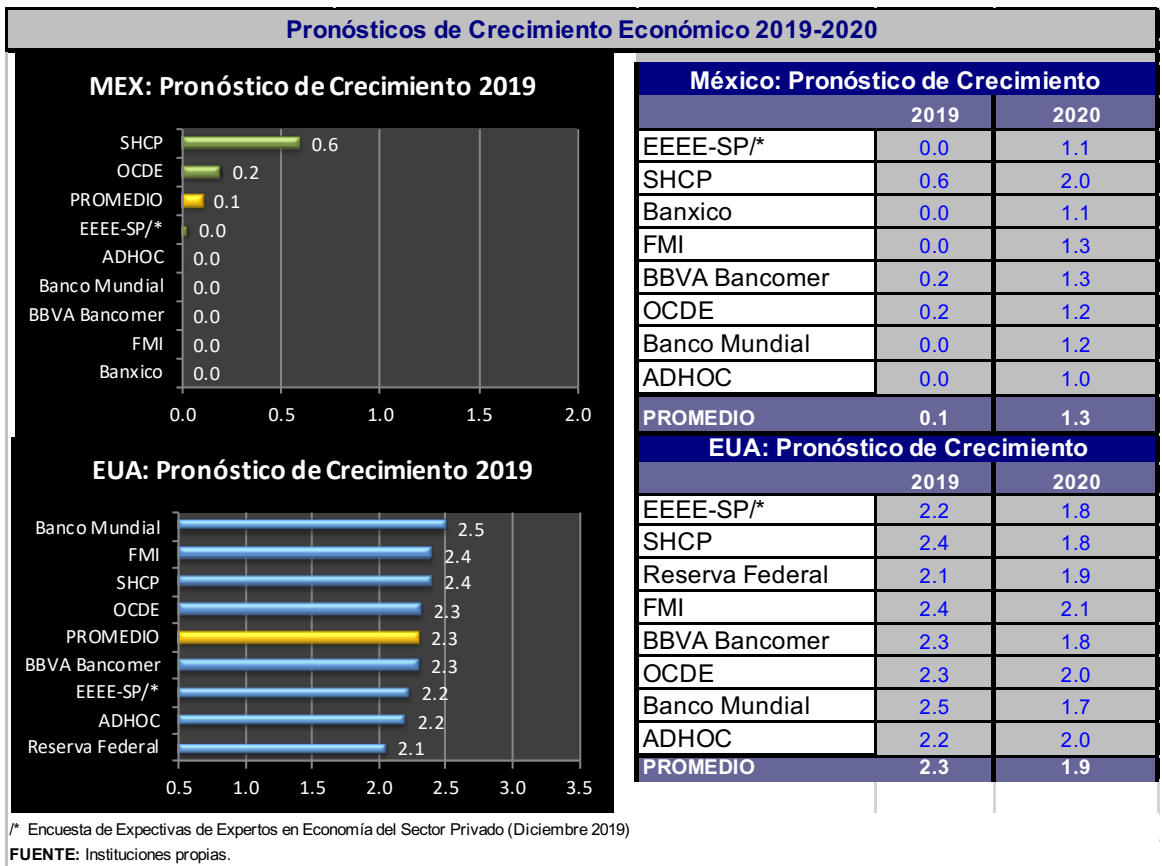 Pronósticos de Crecimiento Económico 2019-2020
MEX: Pronóstico de Crecimiento 2019
SHCP 0.6
OCDE 0.2
PROMEDIO 0.1
EEEE-SP/* 0.0
ADHOC 0.0
Banco Mundial 0.0
BBVA Bancomer 0.0
FMI 0.0
Banxico 0.0
0.0 0.5 1.0 1.5 2.0
México: Pronóstico de Crecimiento
2019 2020
EEEE-SP/* 0.0 1.1
SHCP 0.6 2.0
Banxico 0.0 1.1
FMI 0.0 1.3
BBVA Bancomer 0.2 1.3
OCDE 0.2 1.2
Banco Mundial 0.0 1.2
ADHOC 0.0 1.0
PROMEDIO 0.1 1.3
EUA: Pronóstico de Crecimiento 2019
Banco Mundial 2.5
FMI 2.4
SHCP 2.4
OCDE 2.3
PROMEDIO 2.3
BBVA Bancomer 2.3
EEEE-SP/* 2.2
ADHOC 2.2
Reserva Federal 2.1
0.5 1.0 1.5 2.0 2.5 3.0 3.5
EUA: Pronóstico de Crecimiento
2019 2020
EEEE-SP/* 2.2 1.8
SHCP 2.4 1.8
Reserva Federal 2.1 1.9
FMI 2.4 2.1
BBVA Bancomer 2.3 1.8
OCDE 2.3 2.0
Banco Mundial 2.5 1.7
ADHOC 2.2 2.0
PROMEDIO 2.3 1.9
/* Encuesta de Expectivas de Expertos en Economía del Sector Privado (Diciembre 2019)
FUENTE: Instituciones propias.